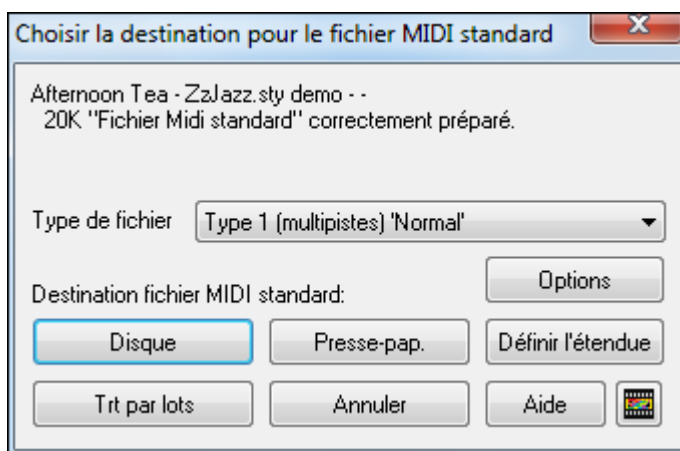 Choisir la destination pour le fichier MIDI standard
Afternoon Tea - ZzJazz.sty demo - -
20K "Fichier Midi standard" correctement préparé.
Type de fichier
Type 1 (multipistes) 'Normal'
Options
Destination fichier MIDI standard:
Disque
Presse-pap.
Définir l'étendue
Trt par lots
Annuler
Aide